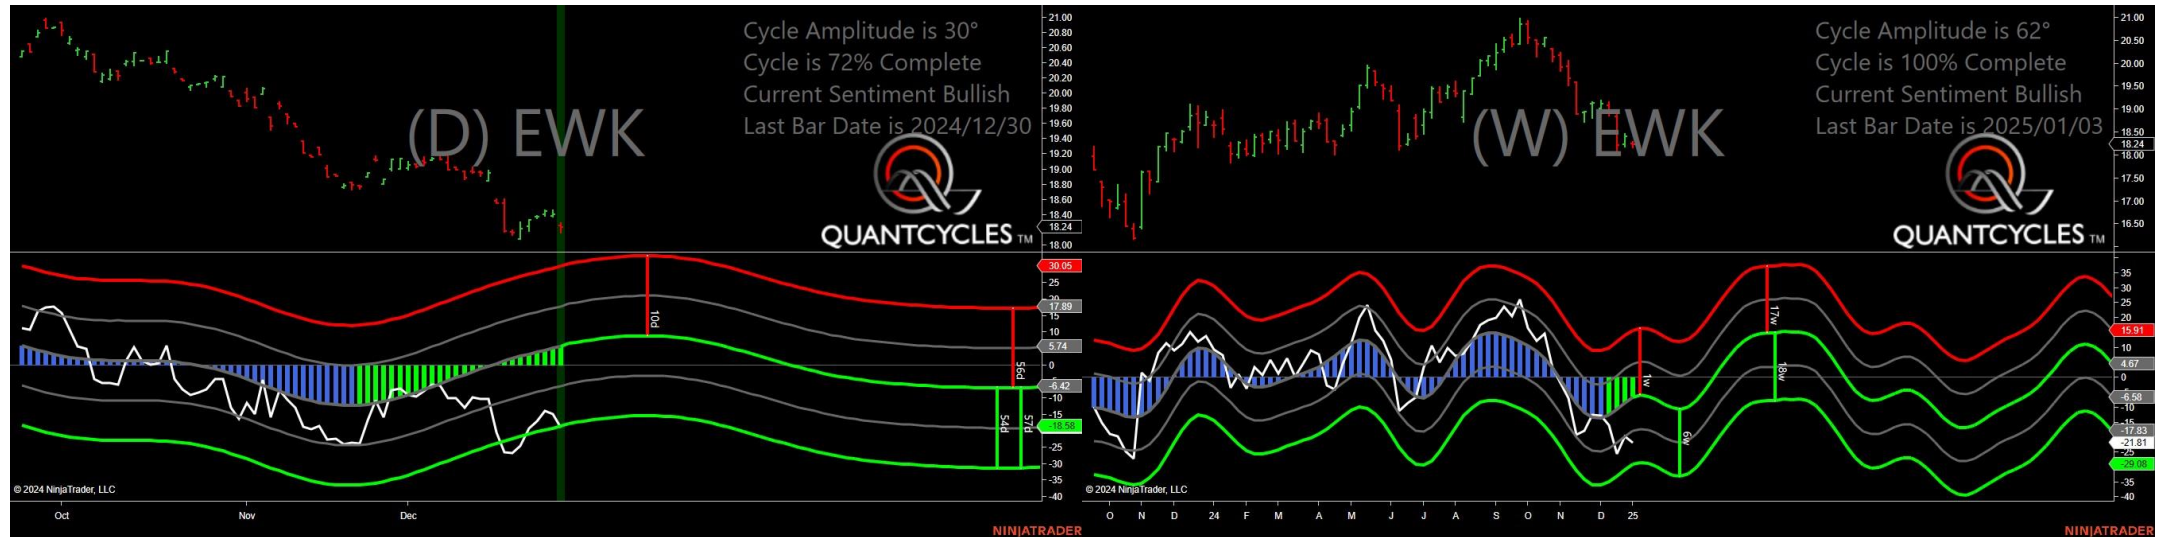 Cycle Amplitude is 30°
Cycle is 72% Complete
Current Sentiment Bullish
Last Bar Date is 2024/12/30
(D) EWK
QUANTCYCLES TM
21.00
20.80
20.60
20.40
20.20
20.00
19.80
19.60
19.40
19.20
19.00
18.80
18.60
18.40
18.24
18.00
30.05
25
20
17.89
15
10
5.74
0
-6.42
-10
-15
-18.58
-25
-30
-35
-40
10d
56d
54d
57d
© 2024 NinjaTrader, LLC
Oct
Nov
Dec
NINJATRADER
Cycle Amplitude is 62°
Cycle is 100% Complete
Current Sentiment Bullish
Last Bar Date is 2025/01/03
(W) EWK
QUANTCYCLES TM
21.00
20.50
20.00
19.50
19.00
18.50
18.24
18.00
17.50
17.00
16.50
35
30
25
20
15.91
10
4.67
0
-6.58
-10
-17.83
-21.81
-25
-29.08
-35
-40
1w
6w
17w
18w
© 2024 NinjaTrader, LLC
O N D 24 F M A M J J A S O N D 25
NINJATRADER